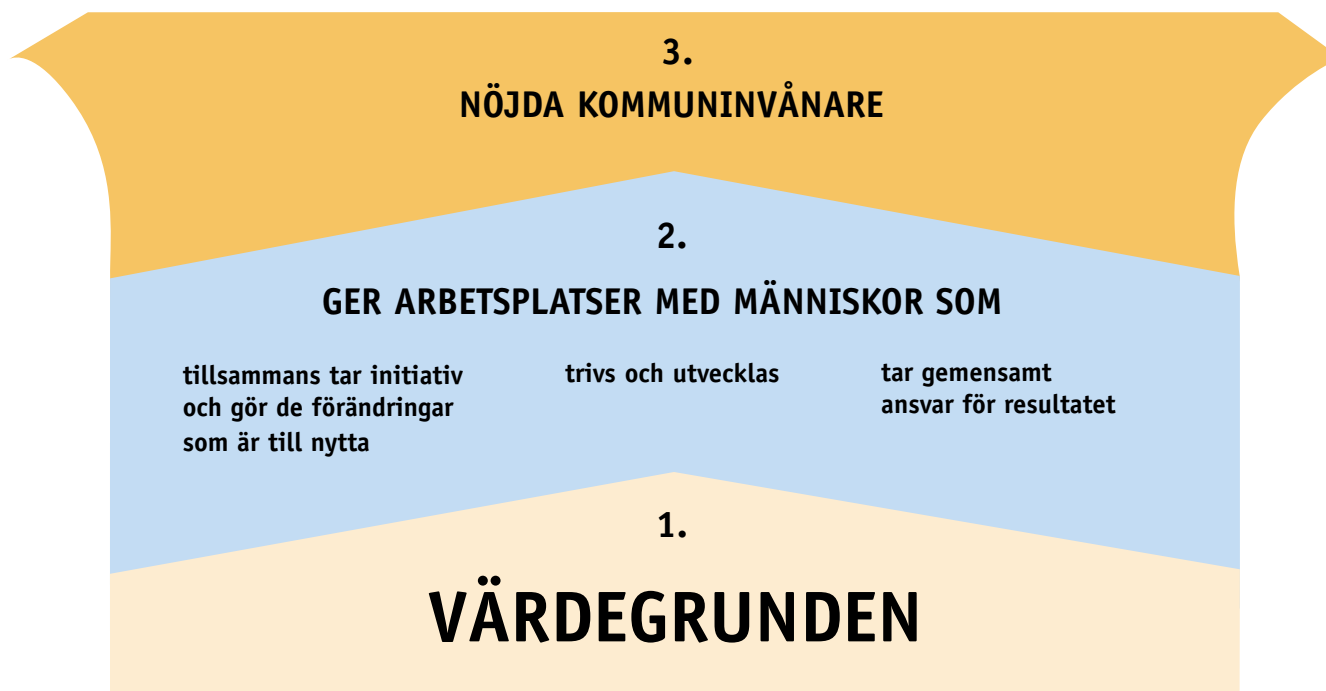 3.
NÖJDA KOMMUNINVÅNARE
2.
GER ARBETSPLATSER MED MÄNNISKOR SOM
tillsammans tar initiativ
och gör de förändringar
som är till nytta
trivs och utvecklas
tar gemensamt
ansvar för resultatet
1.
VÄRDEGRUNDEN